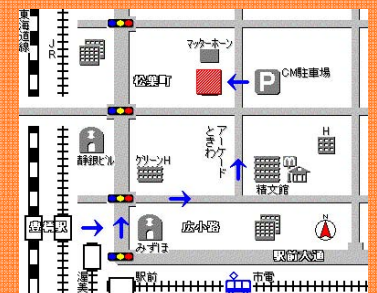 東海道線
JR
マッターホーン
松葉町
P
CM駐車場
アーケード
ときわ
静銀ビル
グリーンH
H
精文館
豊橋駅
広小路
みずほ
駅前大通
渥美
駅前
市電